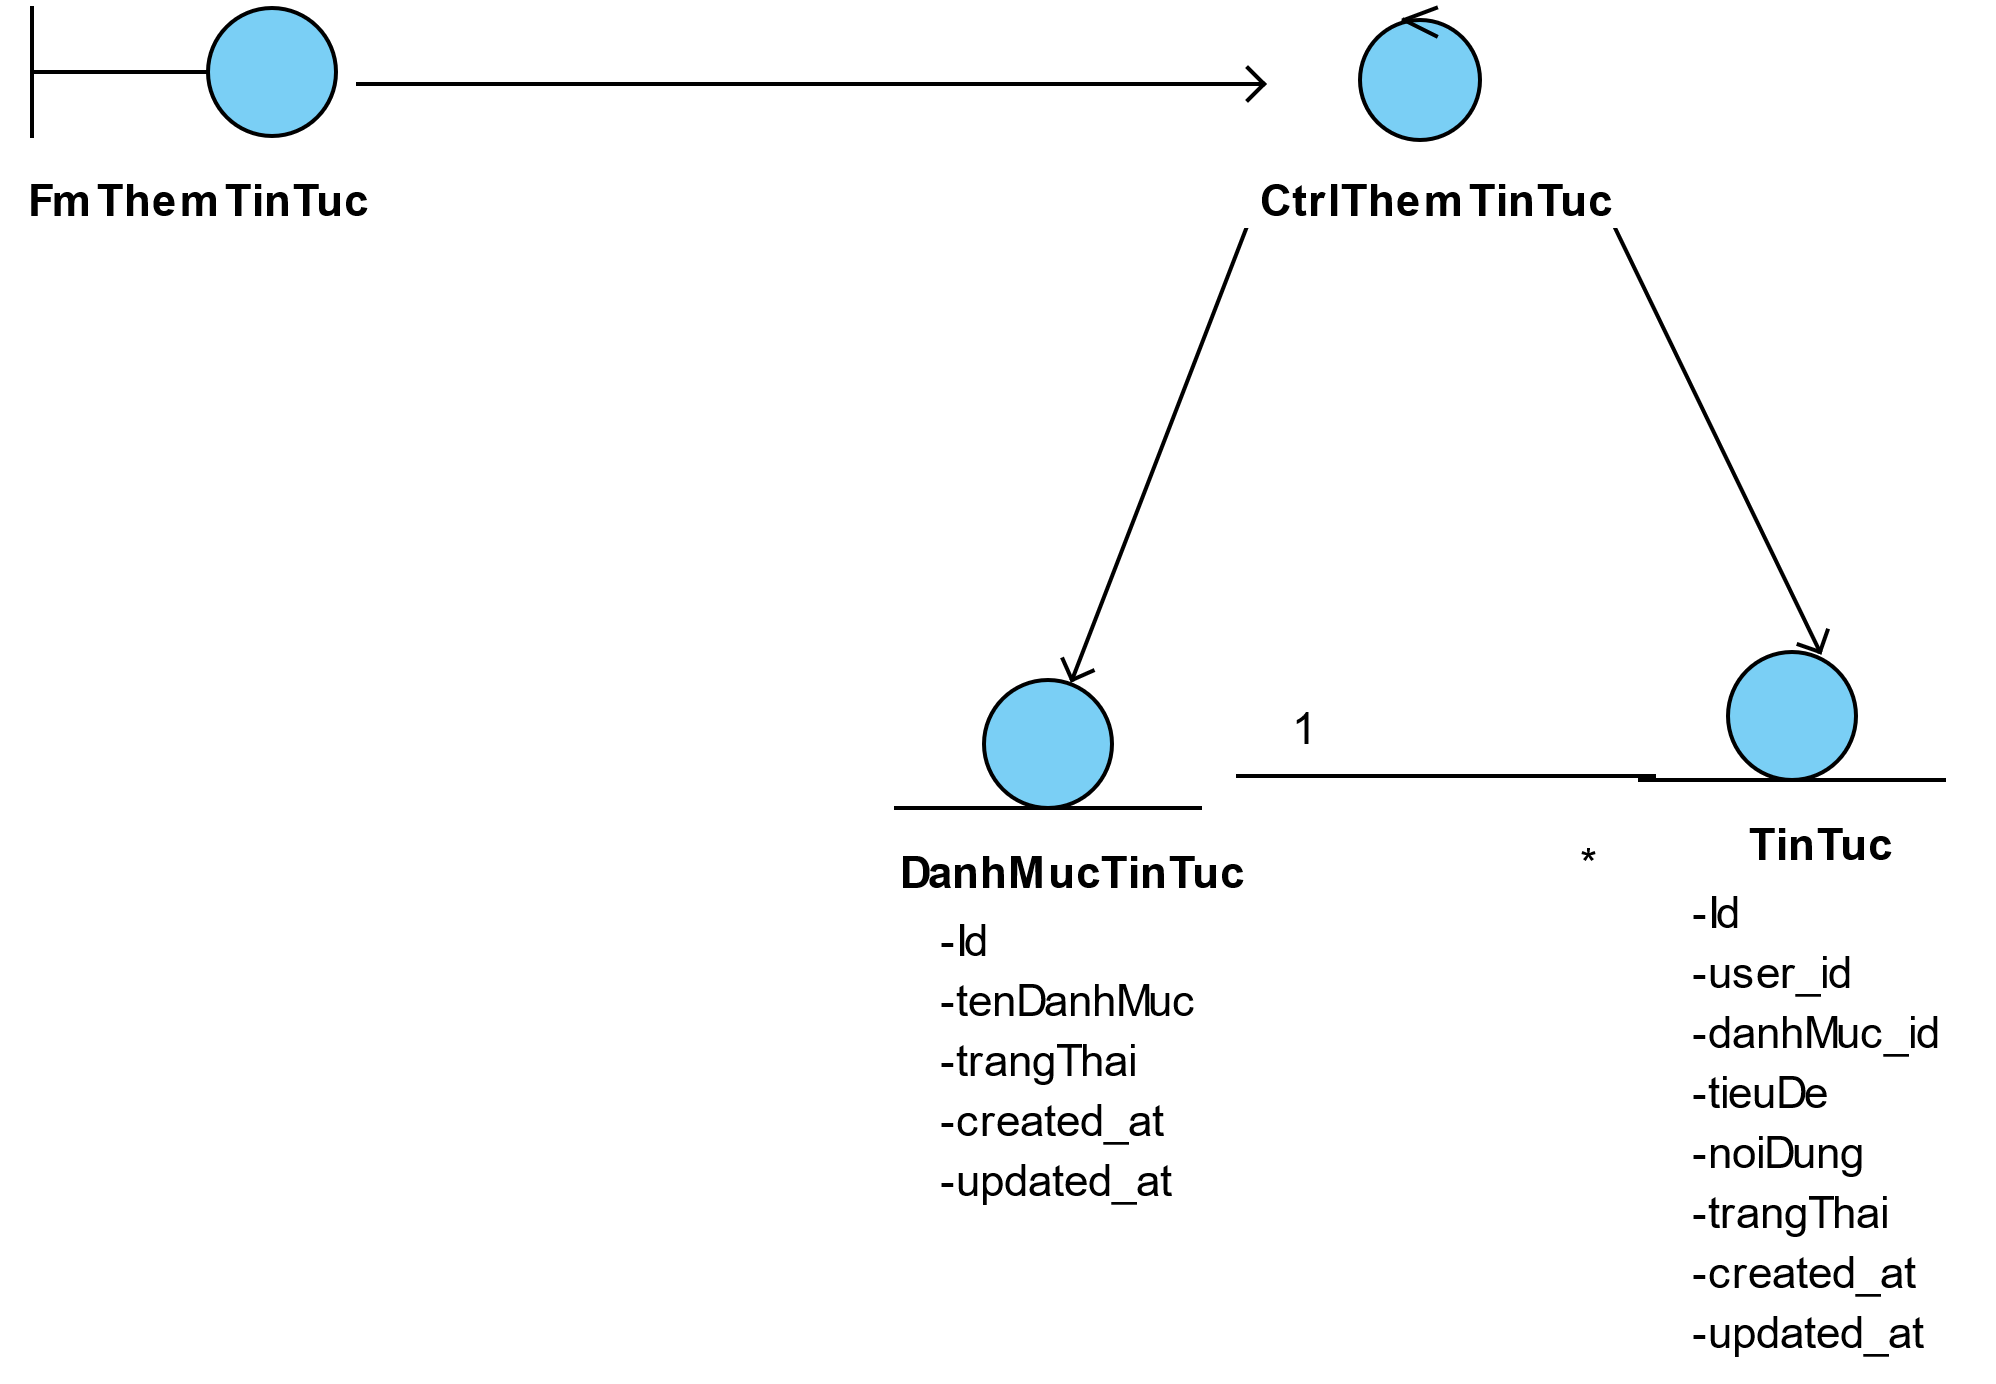 FmThemTinTuc
CtrlThemTinTuc
1
*
DanhMucTinTuc
-Id
-tenDanhMuc
-trangThai
-created_at
-updated_at
TinTuc
-Id
-user_id
-danhMuc_id
-tieuDe
-noiDung
-trangThai
-created_at
-updated_at